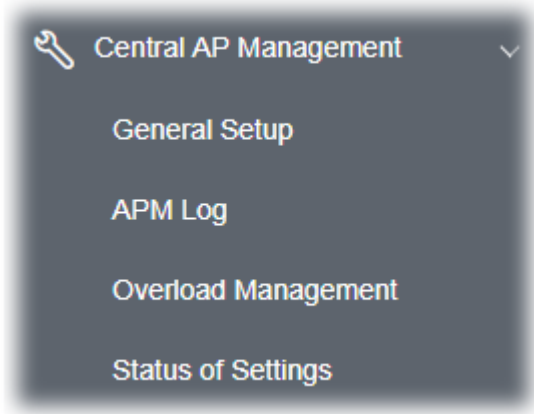 Central AP Management
General Setup
APM Log
Overload Management
Status of Settings